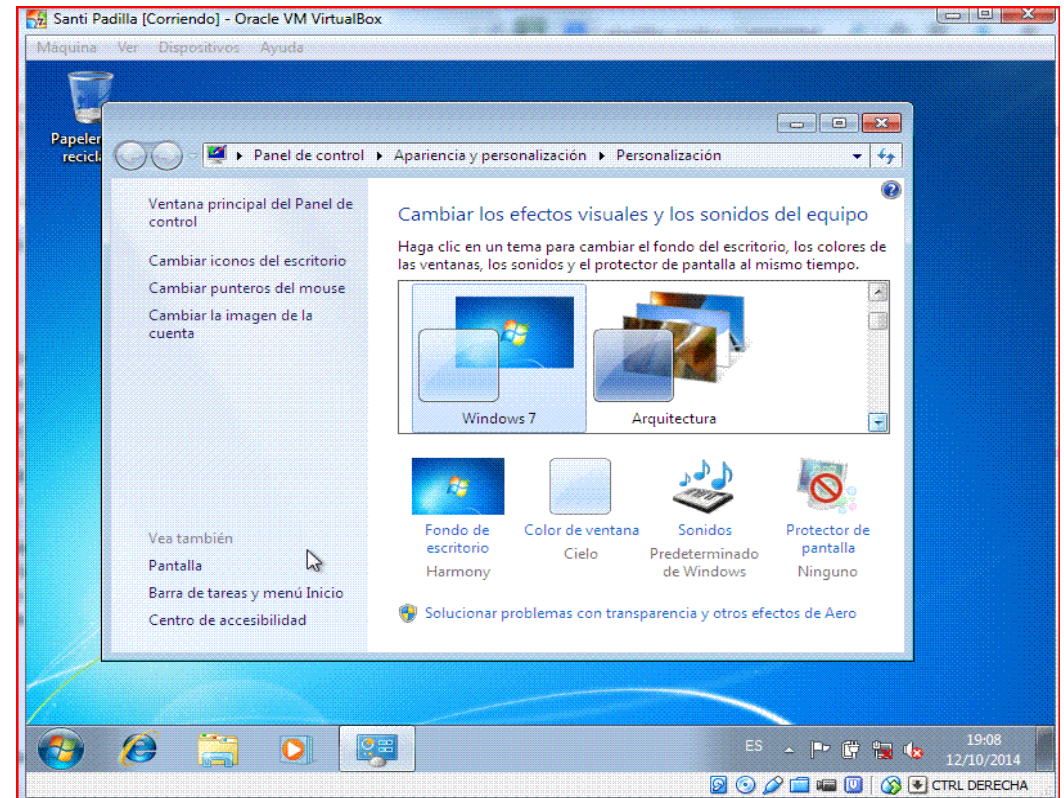 Santi Padilla [Corriendo] - Oracle VM VirtualBox
Máquina Ver Dispositivos Ayuda
Papeler
recicl
Panel de control Apariencia y personalización Personalización
Ventana principal del Panel de
control
Cambiar iconos del escritorio
Cambiar punteros del mouse
Cambiar la imagen de la
cuenta
Vea también
Pantalla
Barra de tareas y menú Inicio
Centro de accesibilidad
Cambiar los efectos visuales y los sonidos del equipo
Haga clic en un tema para cambiar el fondo del escritorio, los colores de
las ventanas, los sonidos y el protector de pantalla al mismo tiempo.
Windows 7
Arquitectura
Fondo de
escritorio
Harmony
Color de ventana
Cielo
Sonidos
Predeterminado
de Windows
Protector de
pantalla
Ninguno
Solucionar problemas con transparencia y otros efectos de Aero
ES
19:08
12/10/2014
CTRL DERECHA